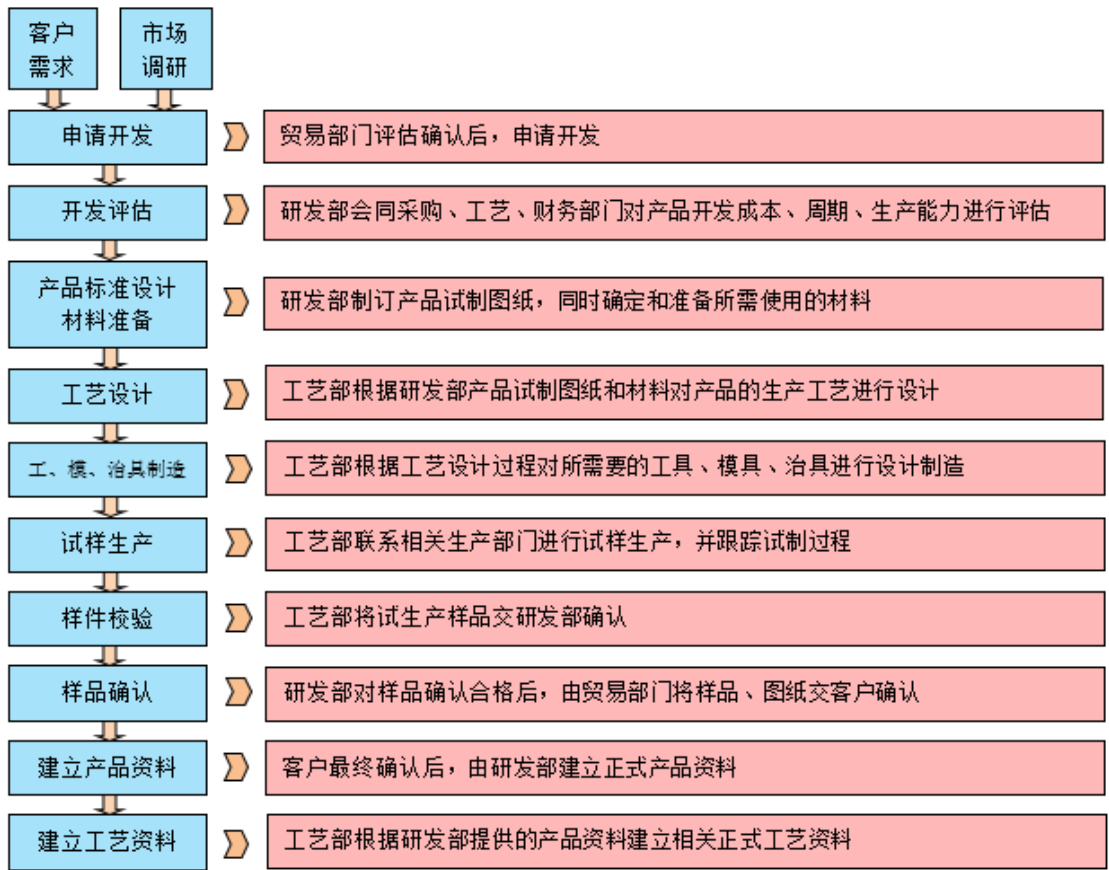 客户
需求
市场
调研
申请开发
贸易部门评估确认后，申请开发
开发评估
研发部会同采购、工艺、财务部门对产品开发成本、周期、生产能力进行评估
产品标准设计
材料准备
研发部制订产品试制图纸，同时确定和准备所需使用的材料
工艺设计
工艺部根据研发部产品试制图纸和材料对产品的生产工艺进行设计
工、模、治具制造
工艺部根据工艺设计过程对所需要的工具、模具、治具进行设计制造
试样生产
工艺部联系相关生产部门进行试样生产，并跟踪试制过程
样件校验
工艺部将试生产样品交研发部确认
样品确认
研发部对样品确认合格后，由贸易部门将样品、图纸交客户确认
建立产品资料
客户最终确认后，由研发部建立正式产品资料
建立工艺资料
工艺部根据研发部提供的产品资料建立相关正式工艺资料